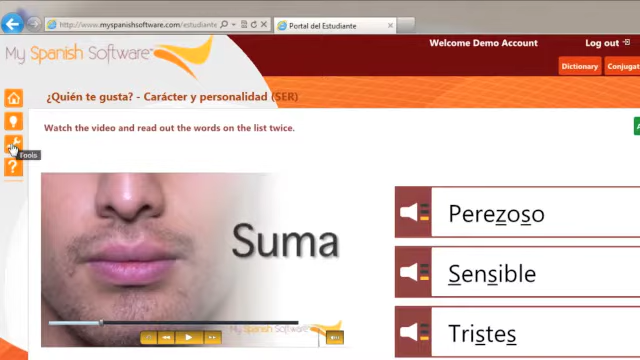 http://www.myspanishsoftware.com/estudiante
Portal del Estudiante
My Spanish Software
Welcome Demo Account
Log out
Dictionary
Conjugat
¿Quién te gusta? - Carácter y personalidad (SER)
Watch the video and read out the words on the list twice.
Tools
Suma
Perezoso
Sensible
Tristes
My Spanish Software